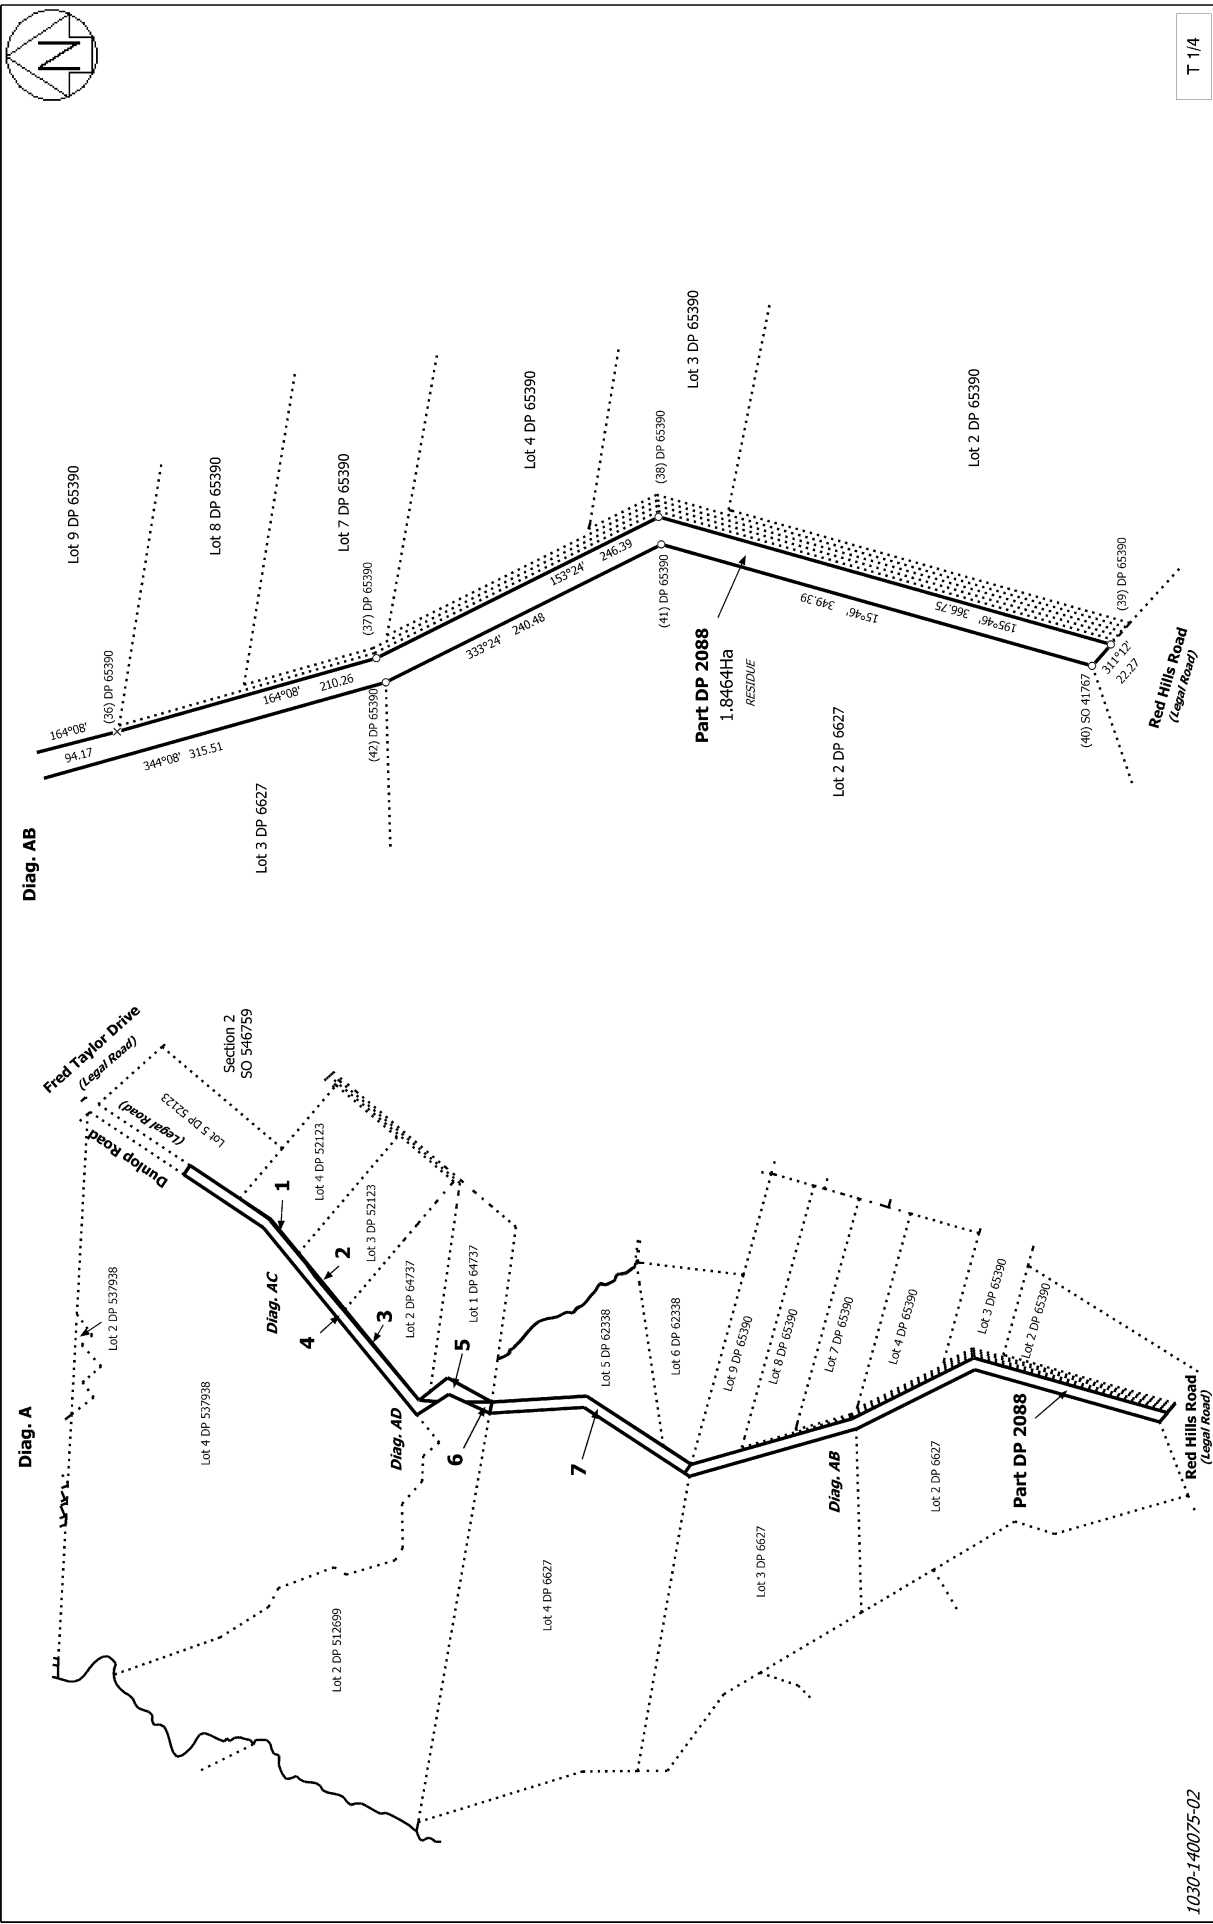 N
T 1/4
Diag. AB
Lot 9 DP 65390
Lot 8 DP 65390
Lot 7 DP 65390
Lot 4 DP 65390
Lot 3 DP 65390
Lot 2 DP 65390
(36) DP 65390
(37) DP 65390
(38) DP 65390
(39) DP 65390
(40) SO 41767
(41) DP 65390
(42) DP 65390
164°08'
94.17
344°08' 315.51
164°08' 210.26
153°24' 246.39
333°24' 240.48
15°46' 349.39
195°46' 366.75
311°12'
22.27
Lot 3 DP 6627
Part DP 2088
1.8464Ha
RESIDUE
Lot 2 DP 6627
Red Hills Road
(Legal Road)
Diag. A
Fred Taylor Drive
(Legal Road)
Dunlop Road
(Legal Road)
Lot 5 DP 52123
Section 2
SO 546759
Lot 2 DP 537938
Lot 4 DP 537938
Lot 4 DP 52123
Lot 3 DP 52123
Lot 2 DP 64737
Lot 1 DP 64737
1
2
3
4
5
6
7
Diag. AC
Diag. AD
Diag. AB
Lot 5 DP 62338
Lot 6 DP 62338
Lot 9 DP 65390
Lot 8 DP 65390
Lot 7 DP 65390
Lot 4 DP 65390
Lot 3 DP 65390
Lot 2 DP 65390
Lot 2 DP 512699
Lot 4 DP 6627
Lot 3 DP 6627
Lot 2 DP 6627
Part DP 2088
Red Hills Road
(Legal Road)
1030-140075-02